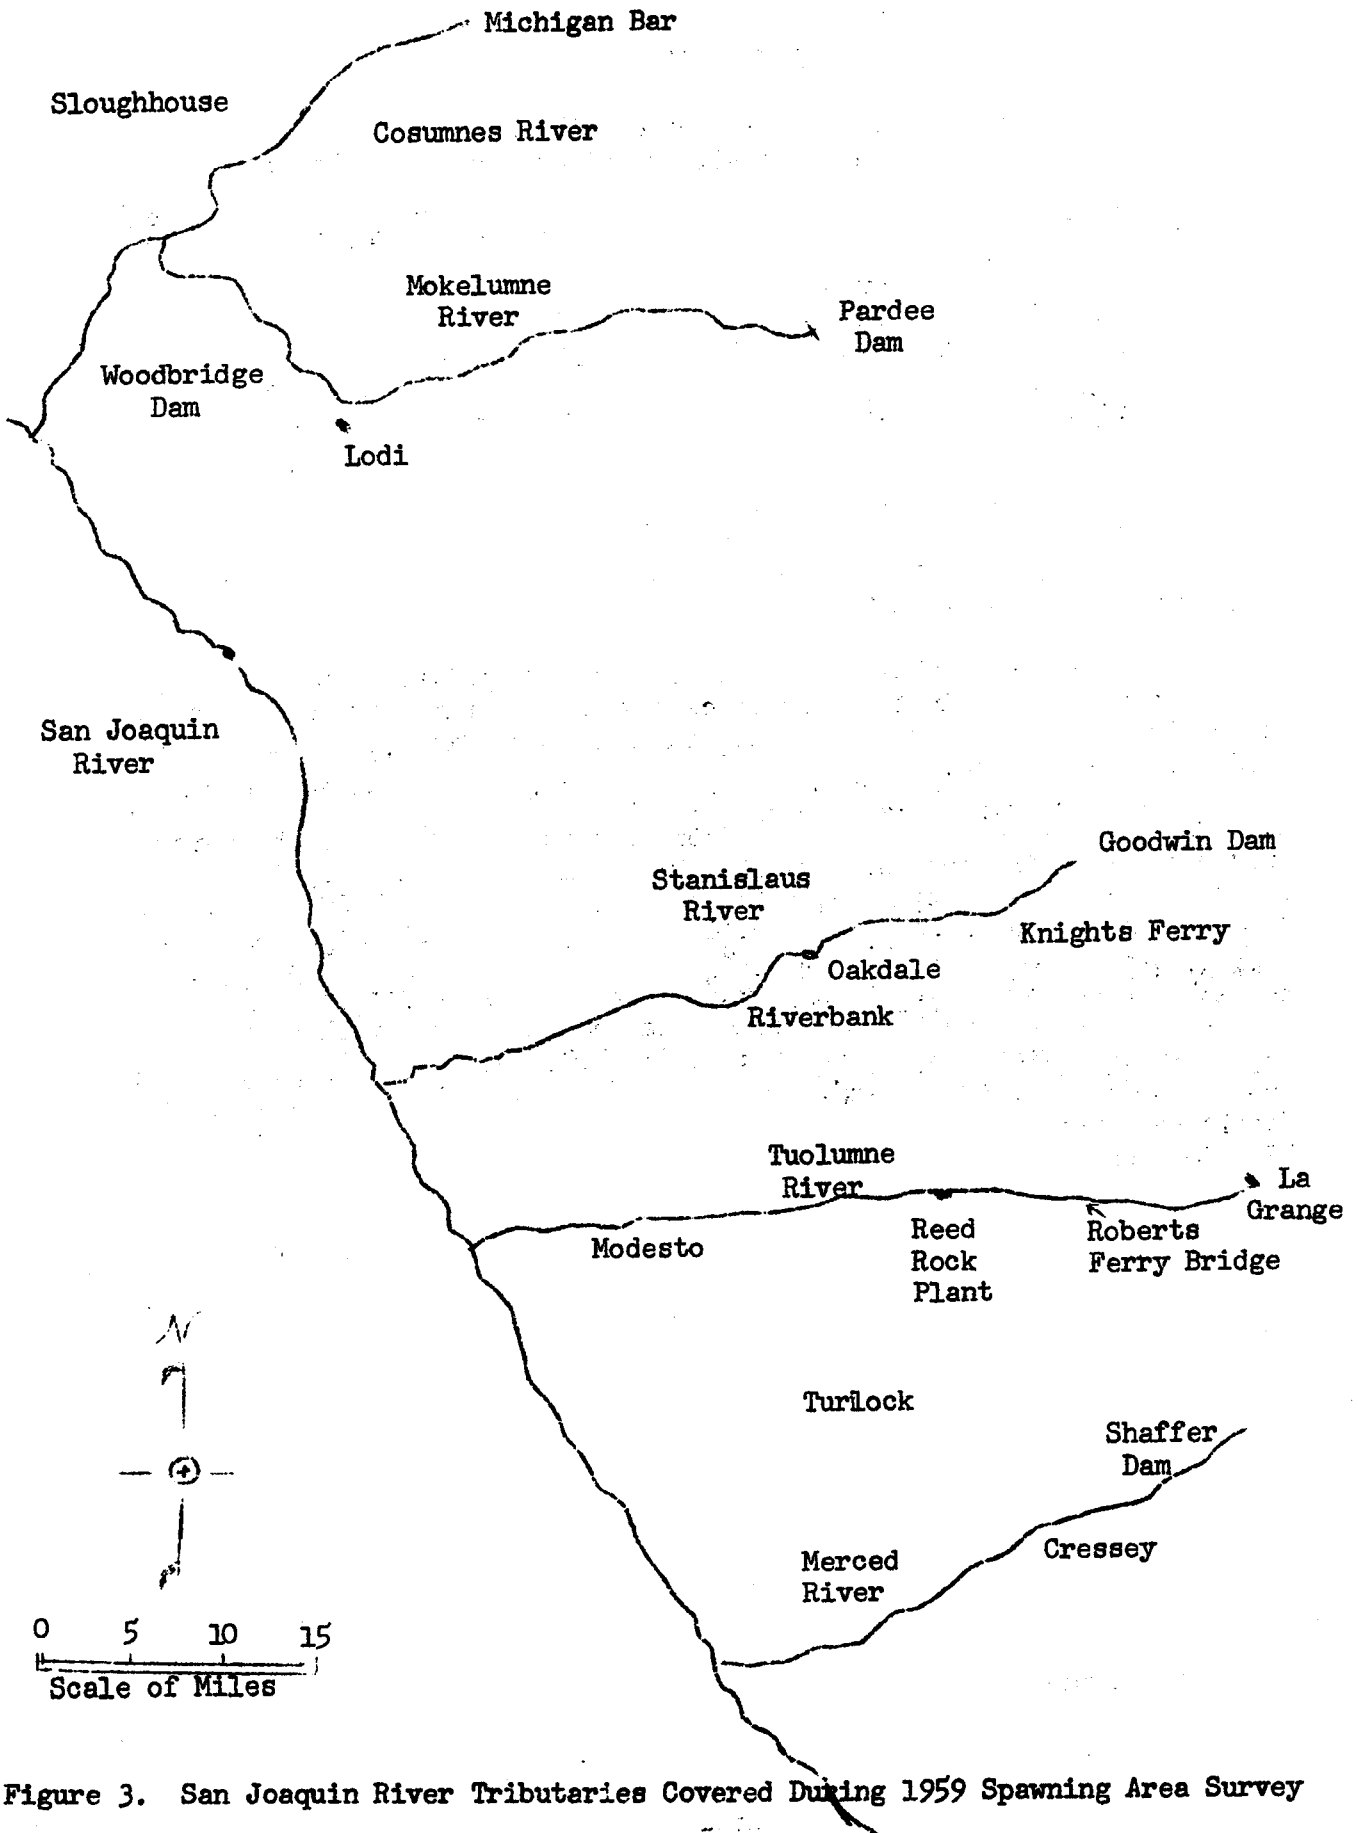 Michigan Bar
Sloughhouse
Cosumnes River
Mokelumne
River
Pardee
Dam
Woodbridge
Dam
Lodi
San Joaquin
River
Goodwin Dam
Stanislaus
River
Knights Ferry
Oakdale
Riverbank
Tuolumne
River
La
Grange
Reed
Rock
Plant
Roberts
Ferry Bridge
Modesto
N
Turlock
Shaffer
Dam
Cressey
Merced
River
0 5 10 15
Scale of Miles
Figure 3. San Joaquin River Tributaries Covered During 1959 Spawning Area Survey